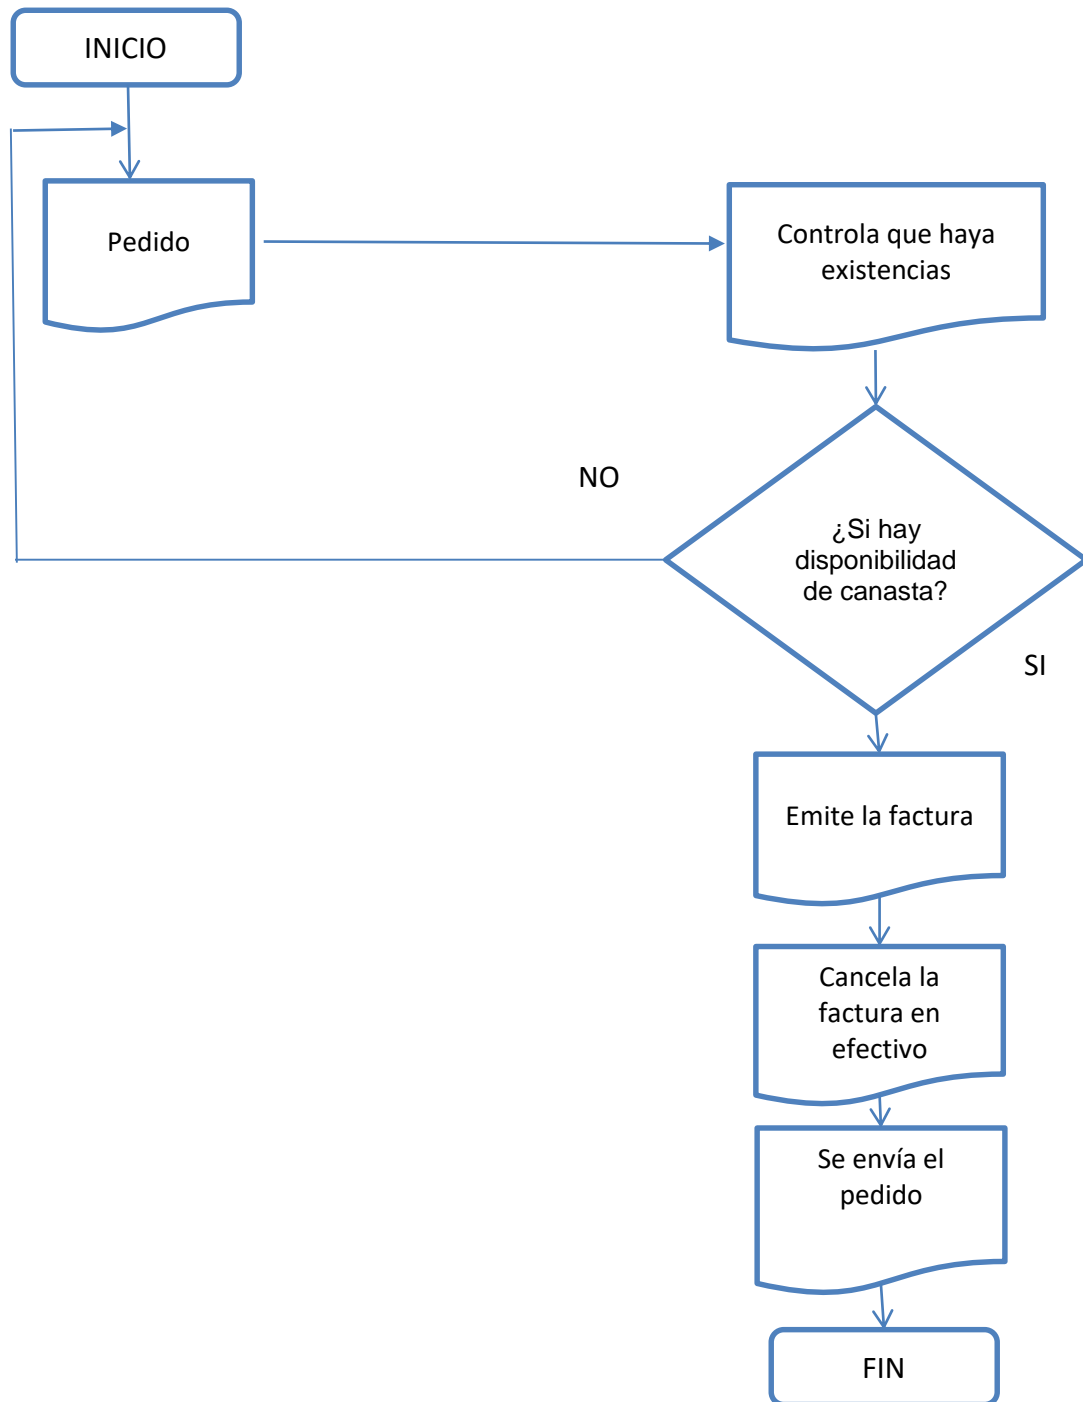 INICIO
Pedido
Controla que haya
existencias
NO
¿Si hay
disponibilidad
de canasta?
SI
Emite la factura
Cancela la
factura en
efectivo
Se envía el
pedido
FIN